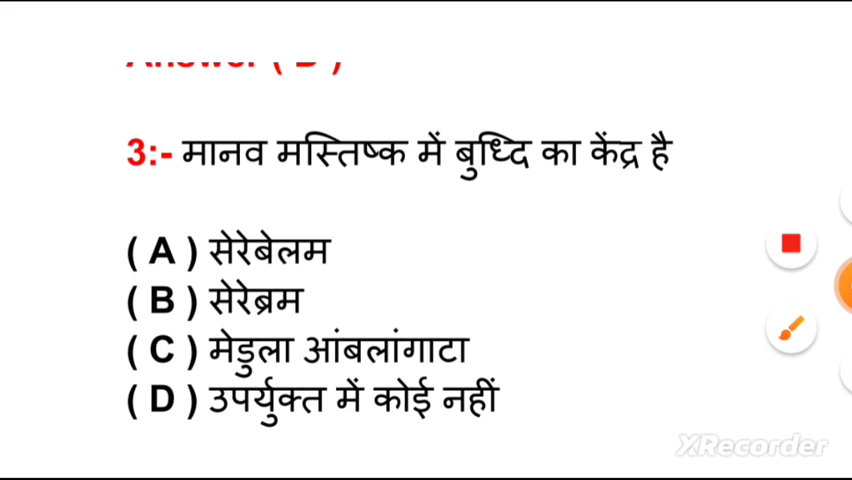 3:- मानव मस्तिष्क में बुध्दि का केंद्र है
( A ) सेरेबेलम
( B ) सेरेब्रम
( C ) मेडुला आंबलांगाटा
( D ) उपर्युक्त में कोई नहीं
XRecorder